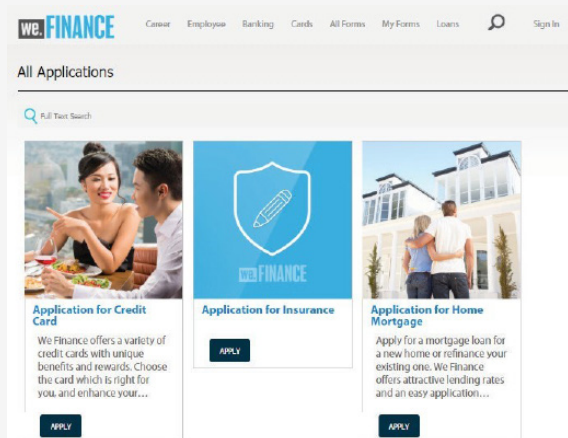 we.FINANCE
Career Employee Banking Cards All Forms My Forms Loans Sign In
All Applications
Full Text Search
we.FINANCE
Application for Credit
Card
We Finance offers a variety of
credit cards with unique
benefits and rewards. Choose
the card which is right for
you, and enhance your...
APPLY
Application for Insurance
APPLY
Application for Home
Mortgage
Apply for a mortgage loan for
a new home or refinance your
existing one. We Finance
offers attractive lending rates
and an easy application...
APPLY